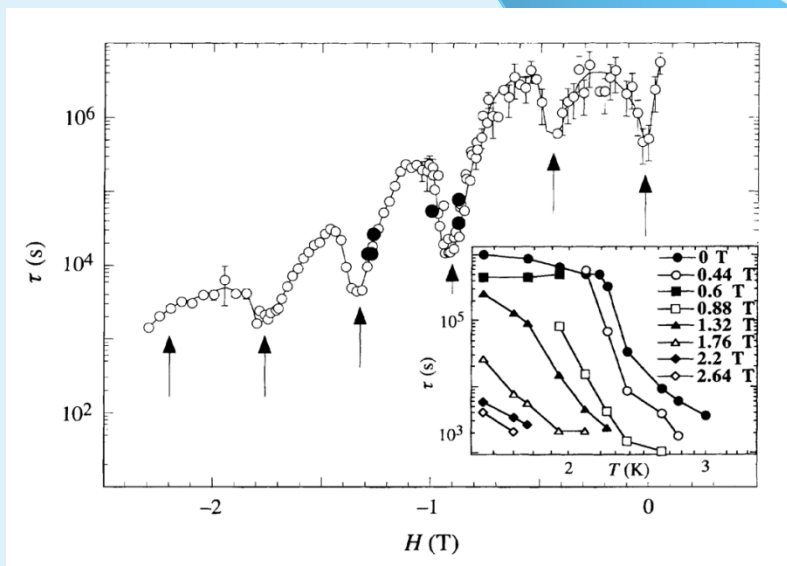 τ (s)
10⁶
10⁴
10²
−2
−1
0
H (T)
τ (s)
10⁵
10³
2
T (K)
3
0 T
0.44 T
0.6 T
0.88 T
1.32 T
1.76 T
2.2 T
2.64 T